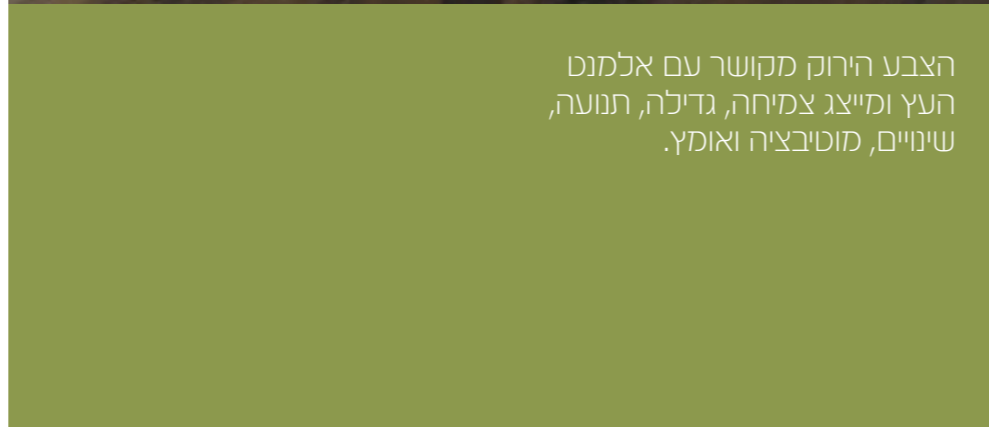 הצבע הירוק מקושר עם אלמנט
העץ ומייצג צמיחה, גדילה, תנועה,
שינויים, מוטיבציה ואומץ.